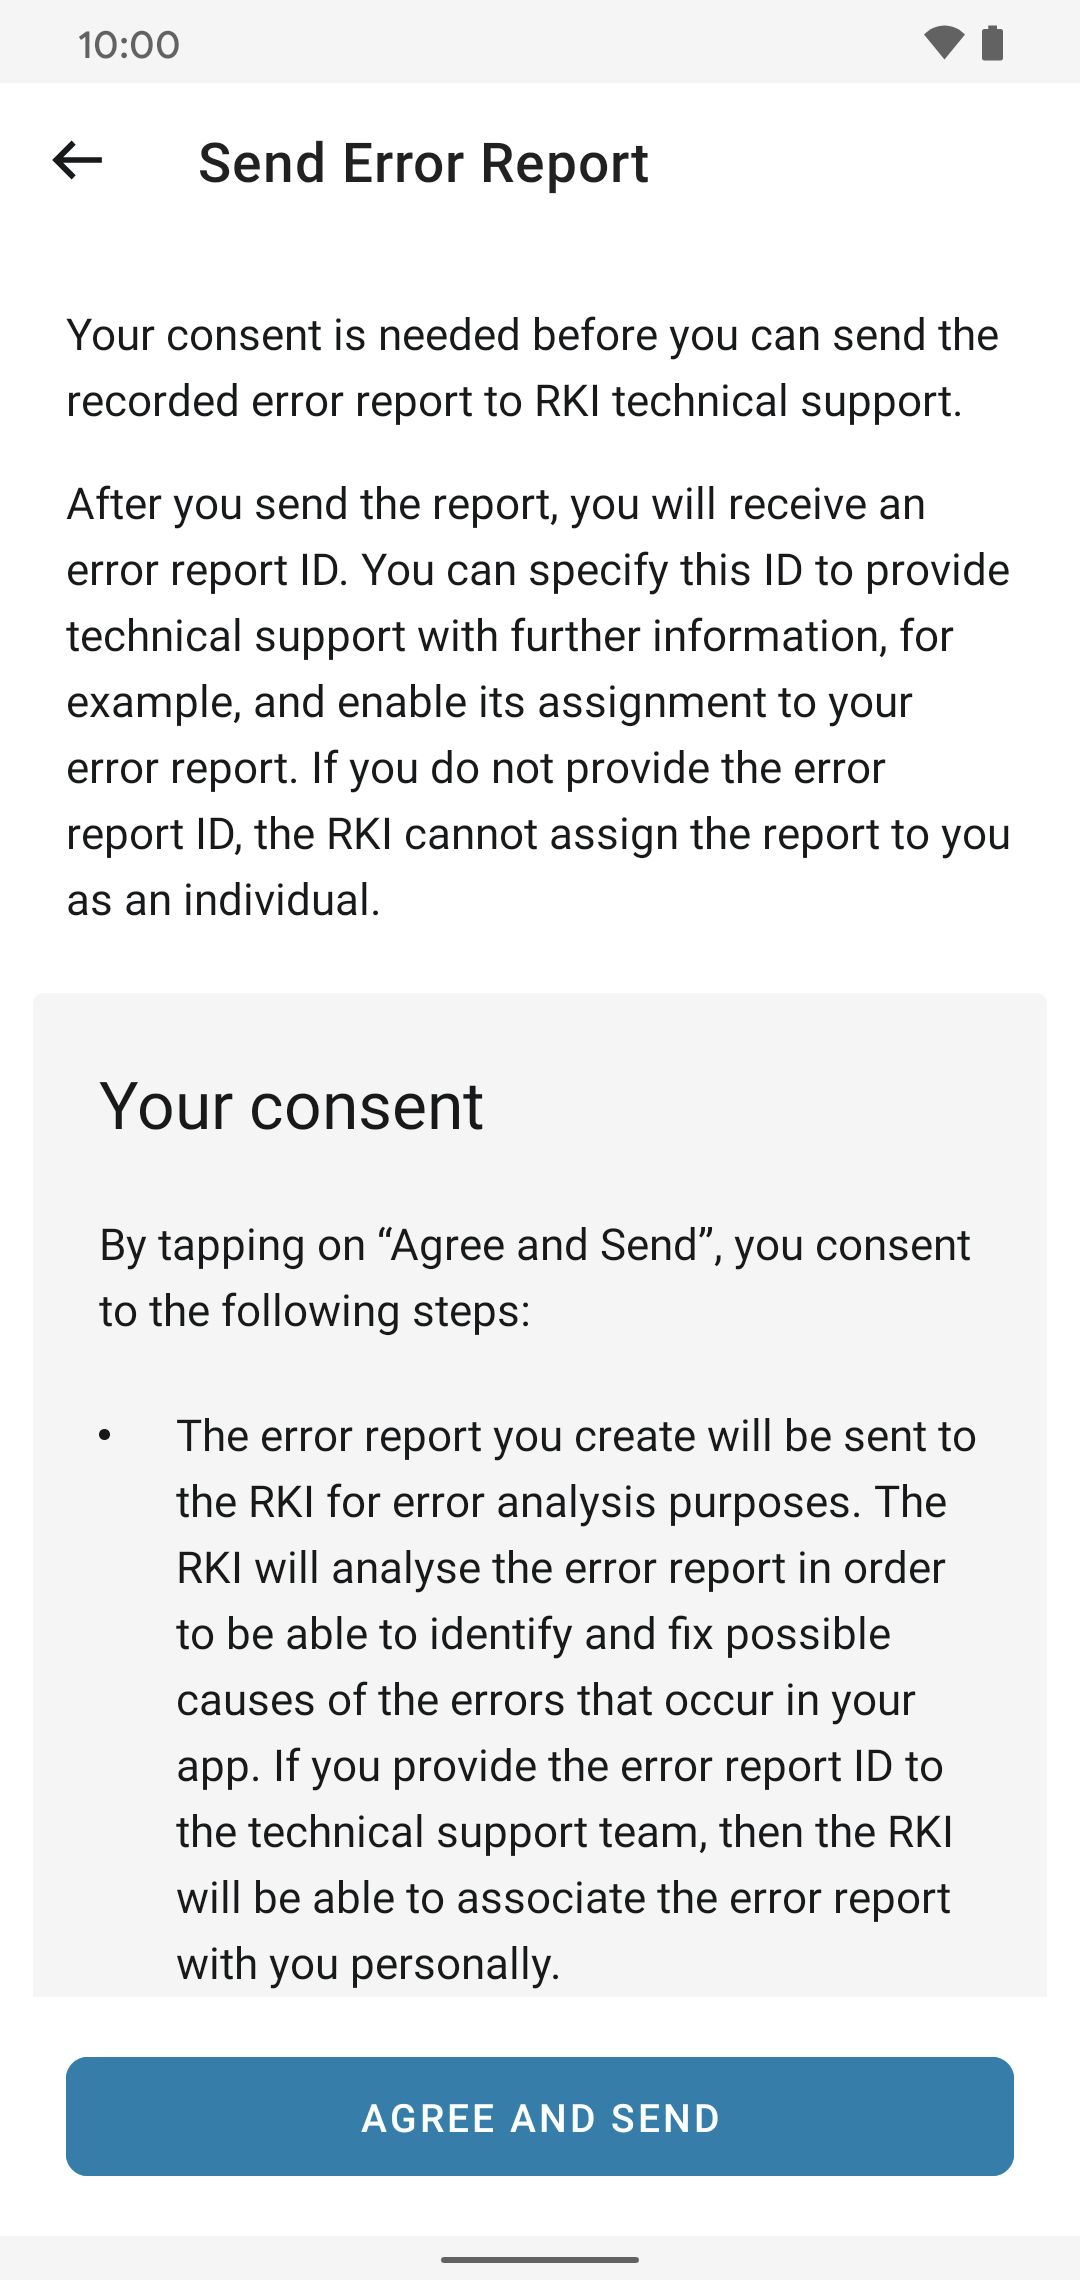 10:00
Send Error Report
Your consent is needed before you can send the
recorded error report to RKI technical support.
After you send the report, you will receive an
error report ID. You can specify this ID to provide
technical support with further information, for
example, and enable its assignment to your
error report. If you do not provide the error
report ID, the RKI cannot assign the report to you
as an individual.
Your consent
By tapping on “Agree and Send”, you consent
to the following steps:
• The error report you create will be sent to
the RKI for error analysis purposes. The
RKI will analyse the error report in order
to be able to identify and fix possible
causes of the errors that occur in your
app. If you provide the error report ID to
the technical support team, then the RKI
will be able to associate the error report
with you personally.
AGREE AND SEND